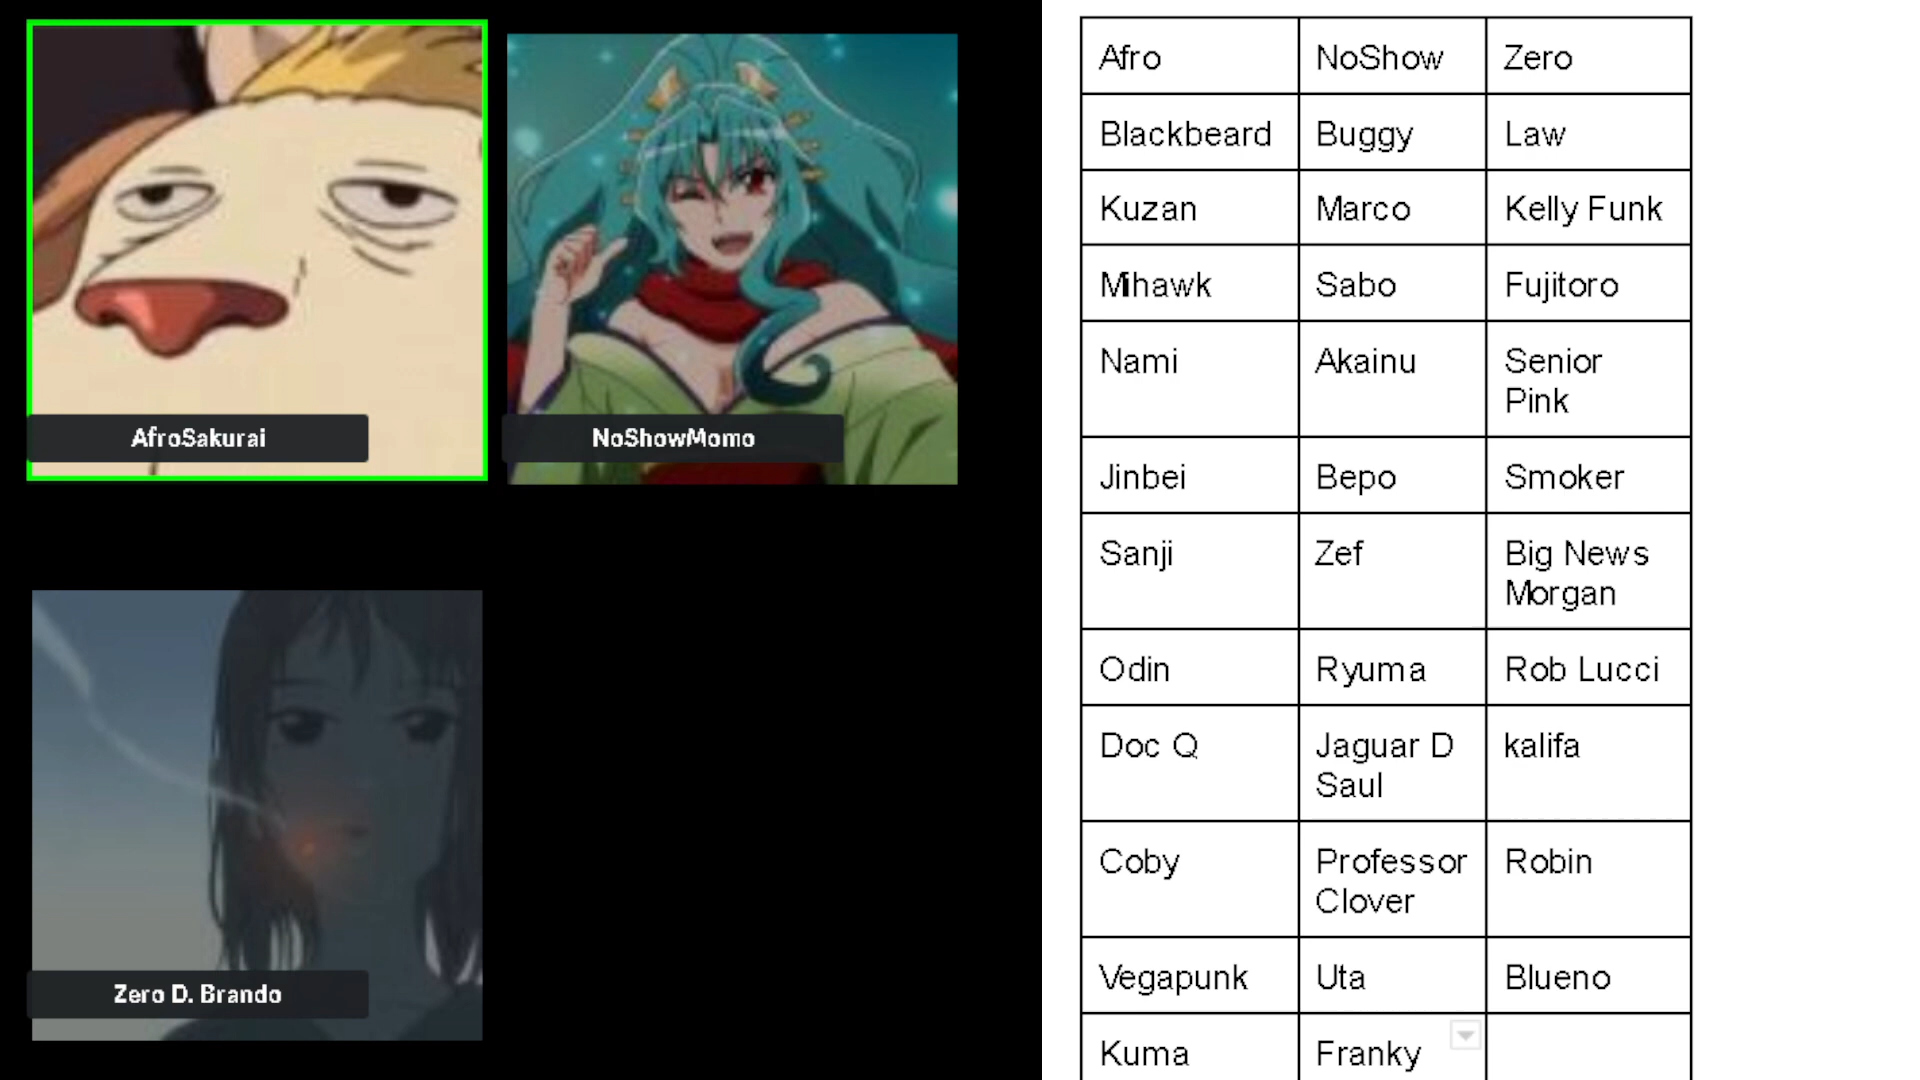 AfroSakurai
NoShowMomo
Zero D. Brando
Afro NoShow Zero
Blackbeard Buggy Law
Kuzan Marco Kelly Funk
Mihawk Sabo Fujitoro
Nami Akainu Senior
Pink
Jinbei Bepo Smoker
Sanji Zef Big News
Morgan
Odin Ryuma Rob Lucci
Doc Q Jaguar D kalifa
Saul
Coby Professor Robin
Clover
Vegapunk Uta Blueno
Kuma Franky